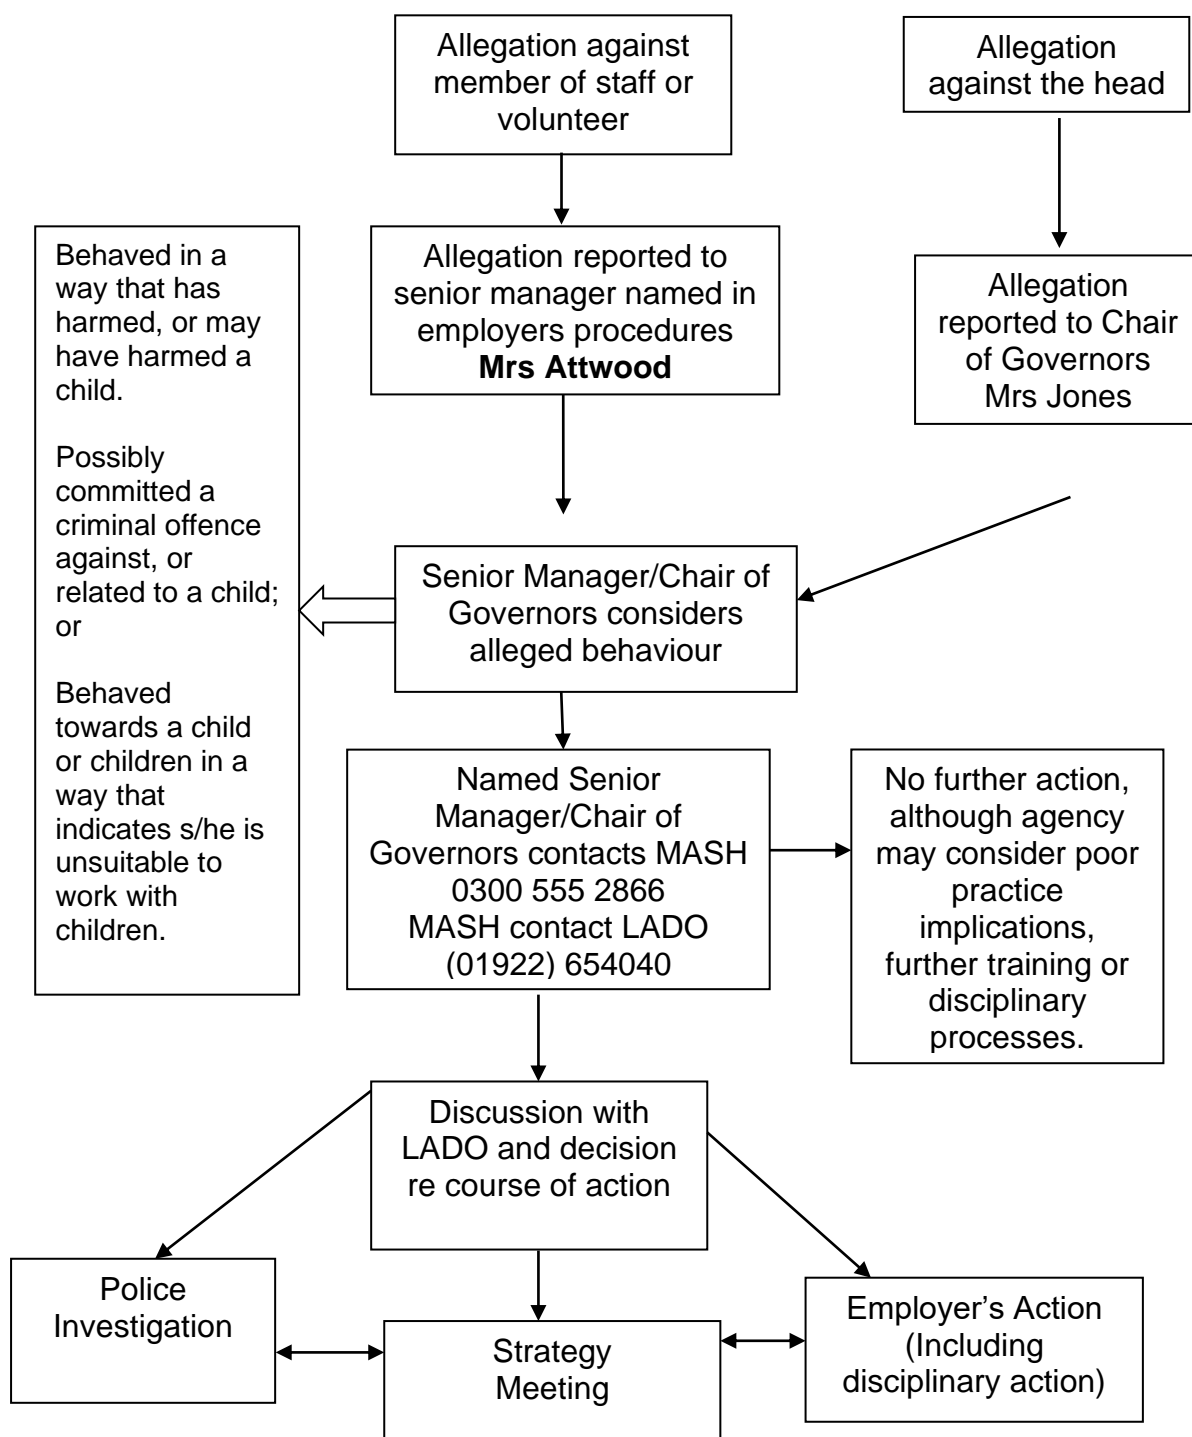 Allegation against
member of staff or
volunteer
Allegation
against the head
Allegation reported to
senior manager named in
employers procedures
Mrs Attwood
Allegation
reported to Chair
of Governors
Mrs Jones
Behaved in a
way that has
harmed, or may
have harmed a
child.
Possibly
committed a
criminal offence
against, or
related to a child;
or
Behaved
towards a child
or children in a
way that
indicates s/he is
unsuitable to
work with
children.
Senior Manager/Chair of
Governors considers
alleged behaviour
Named Senior
Manager/Chair of
Governors contacts MASH
0300 555 2866
MASH contact LADO
(01922) 654040
No further action,
although agency
may consider poor
practice
implications,
further training or
disciplinary
processes.
Discussion with
LADO and decision
re course of action
Police
Investigation
Strategy
Meeting
Employer’s Action
(Including
disciplinary action)